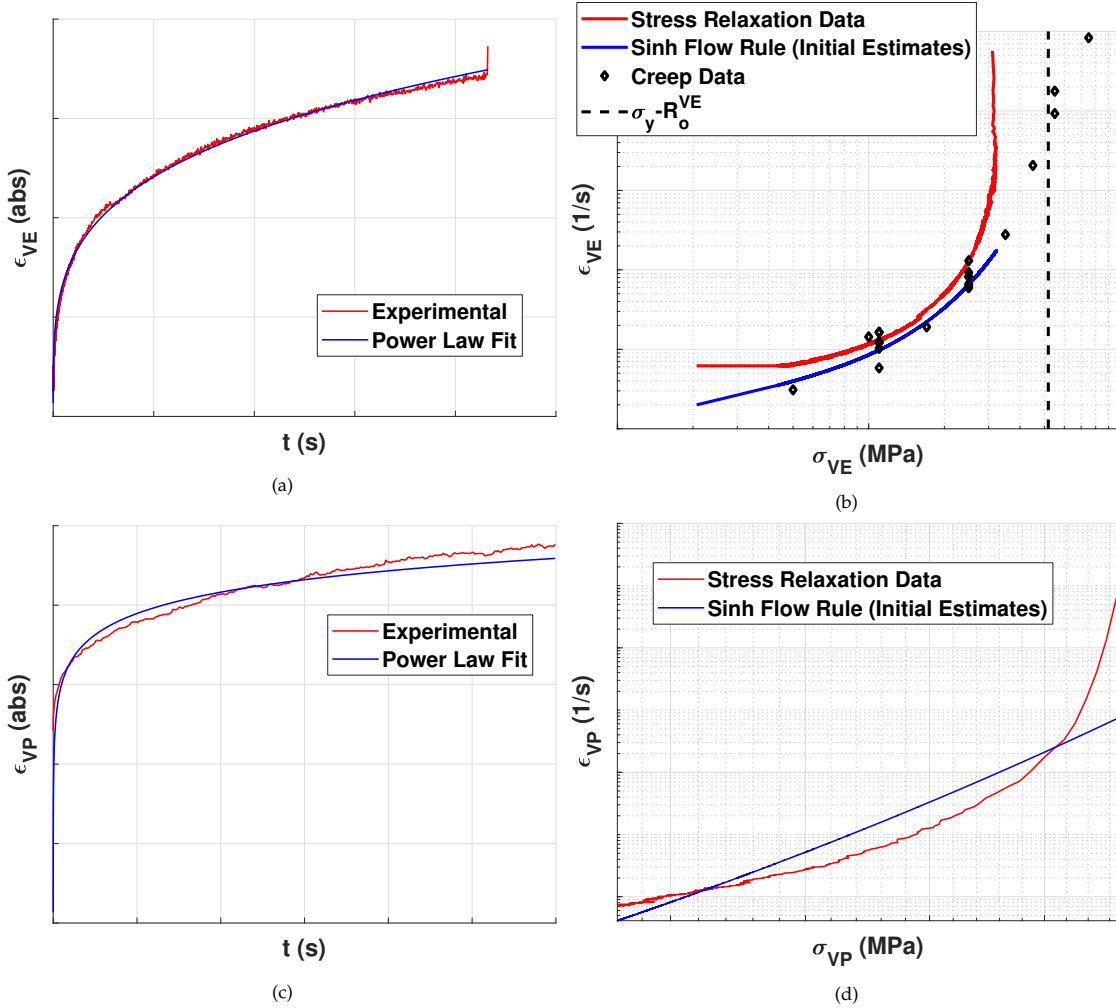 ϵVE (abs)
Experimental
Power Law Fit
t (s)
(a)
Stress Relaxation Data
Sinh Flow Rule (Initial Estimates)
Creep Data
σy-RoVE
ϵVE (1/s)
σVE (MPa)
(b)
ϵVP (abs)
Experimental
Power Law Fit
t (s)
(c)
Stress Relaxation Data
Sinh Flow Rule (Initial Estimates)
ϵVP (1/s)
σVP (MPa)
(d)